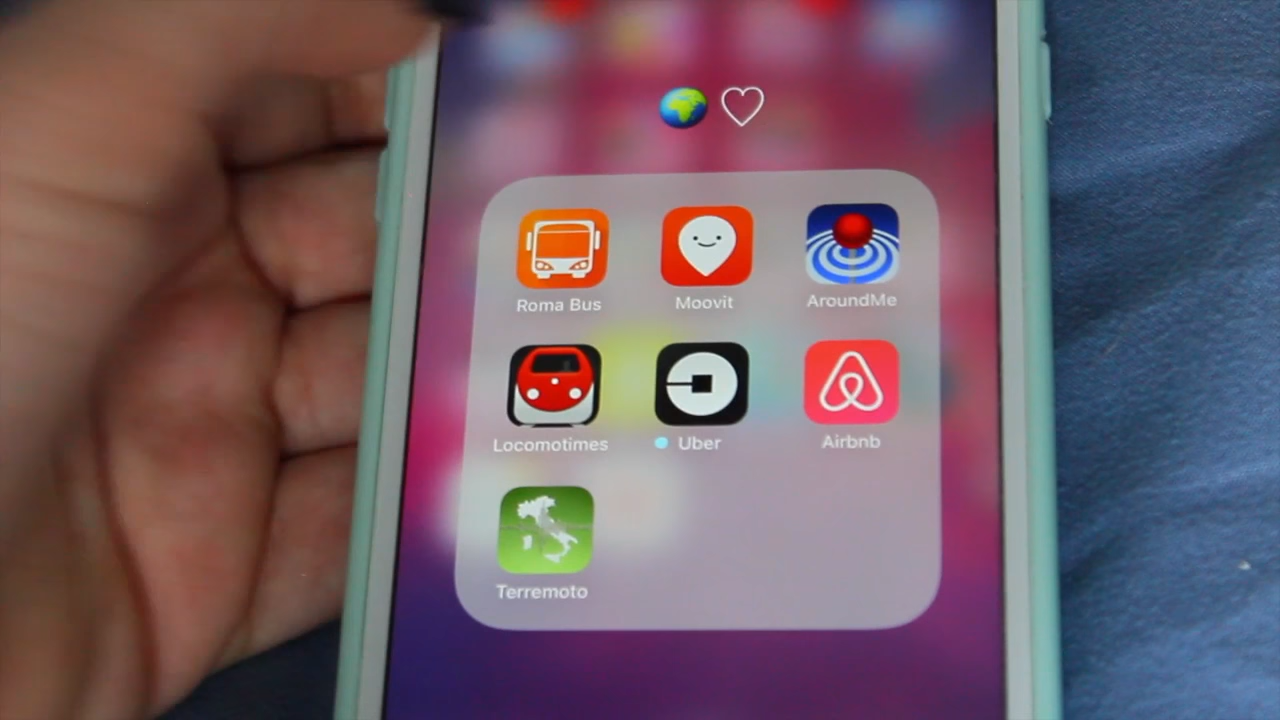 Roma Bus
Moovit
AroundMe
Locomotimes
Uber
Airbnb
Terremoto